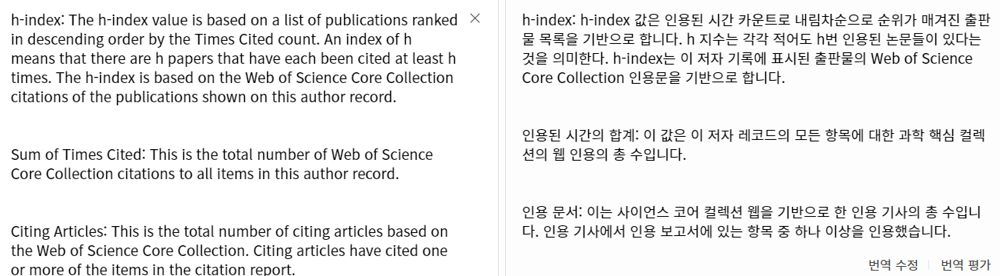 h-index: The h-index value is based on a list of publications ranked
in descending order by the Times Cited count. An index of h
means that there are h papers that have each been cited at least h
times. The h-index is based on the Web of Science Core Collection
citations of the publications shown on this author record.
Sum of Times Cited: This is the total number of Web of Science
Core Collection citations to all items in this author record.
Citing Articles: This is the total number of citing articles based on
the Web of Science Core Collection. Citing articles have cited one
or more of the items in the citation report.
h-index: h-index 값은 인용된 시간 카운트로 내림차순으로 순위가 매겨진 출판
물 목록을 기반으로 합니다. h 지수는 각각 적어도 h번 인용된 논문들이 있다는
것을 의미한다. h-index는 이 저자 기록에 표시된 출판물의 Web of Science
Core Collection 인용문을 기반으로 합니다.
인용된 시간의 합계: 이 값은 이 저자 레코드의 모든 항목에 대한 과학 핵심 컬렉
션의 웹 인용의 총 수입니다.
인용 문서: 이는 사이언스 코어 컬렉션 웹을 기반으로 한 인용 기사의 총 수입니
다. 인용 기사에서 인용 보고서에 있는 항목 중 하나 이상을 인용했습니다.
번역 수정 번역 평가